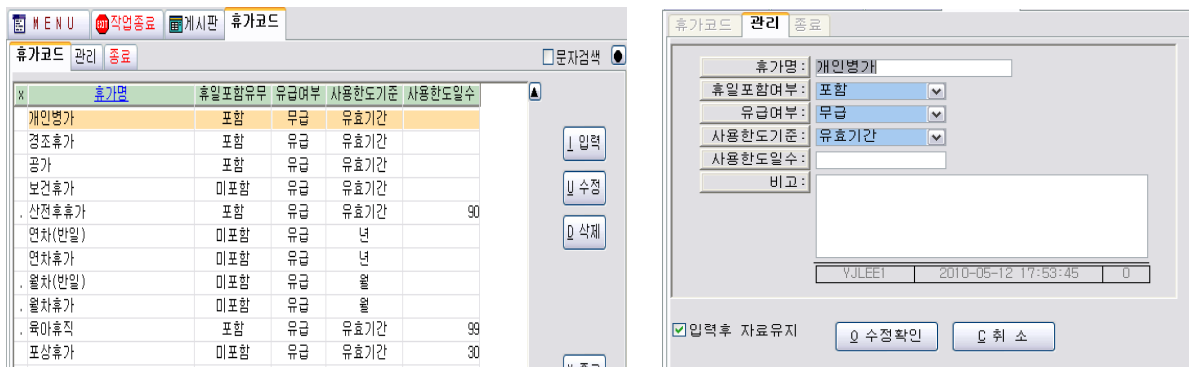 M E N U 작업종료 게시판 휴가코드
휴가코드 관리 종료 문자검색
x 휴가명 휴일포함유무 유급여부 사용한도기준 사용한도일수
개인병가 포함 무급 유효기간
경조휴가 포함 유급 유효기간
공가 포함 유급 유효기간
보건휴가 미포함 유급 유효기간
. 산전후휴가 포함 유급 유효기간 90
연차(반일) 미포함 유급 년
연차휴가 미포함 유급 년
. 월차(반일) 미포함 유급 월
. 월차휴가 미포함 유급 월
. 육아휴직 포함 유급 유효기간 99
포상휴가 미포함 유급 유효기간 30
I 입력
U 수정
D 삭제
휴가코드 관리 종료
휴가명: 개인병가
휴일포함여부: 포함
유급여부: 무급
사용한도기준: 유효기간
사용한도일수:
비고:
YJLEE1 2010-05-12 17:53:45 0
입력후 자료유지 O 수정확인 C 취 소